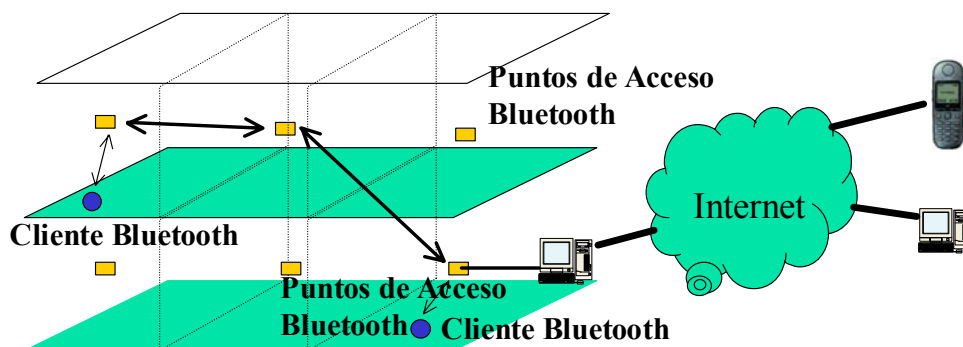 Puntos de Acceso
Bluetooth
Cliente Bluetooth
Internet
Puntos de Acceso
Bluetooth
Cliente Bluetooth